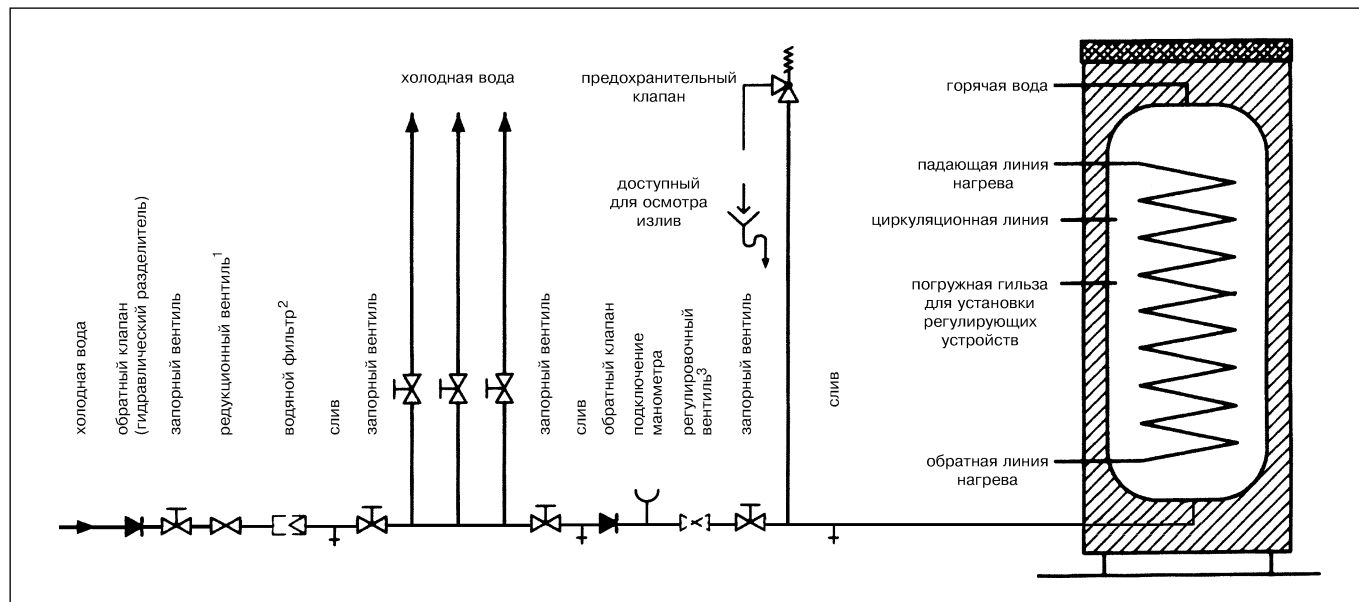 холодная вода
предохранительный
клапан
доступный
для осмотра
излив
горячая вода
падающая линия
нагрева
циркуляционная линия
погружная гильза
для установки
регулирующих
устройств
обратная линия
нагрева
холодная вода
обратный клапан
(гидравлический разделитель)
запорный вентиль
редукционный вентиль¹
водяной фильтр²
слив
запорный вентиль
запорный вентиль
слив
обратный клапан
подключение
манометра
регулировочный
вентиль³
запорный вентиль
слив